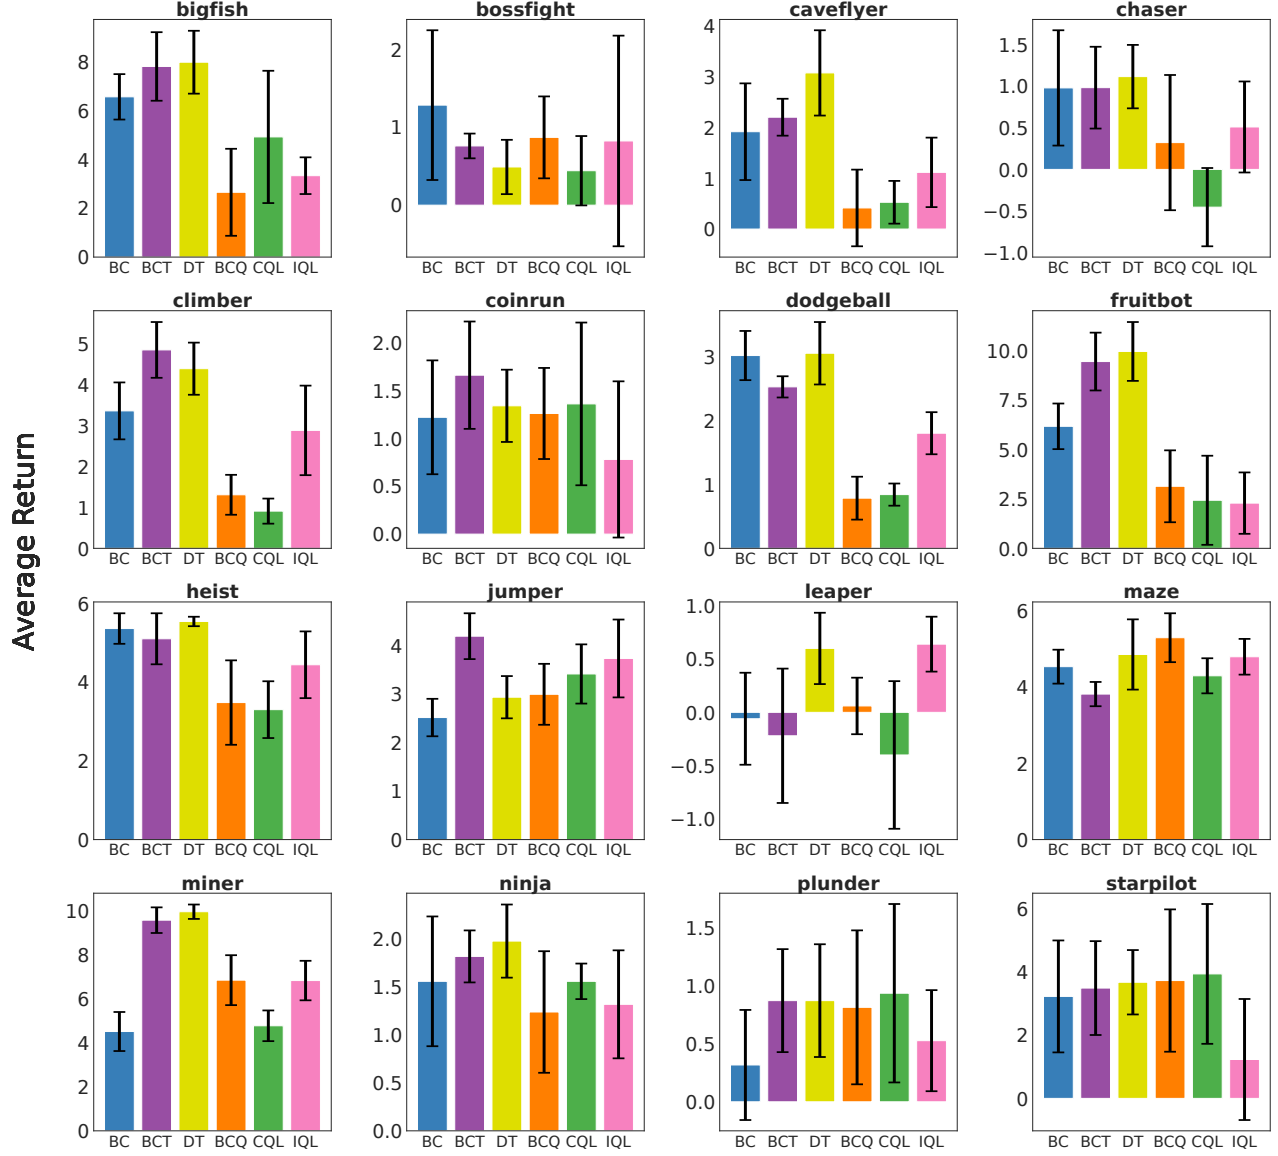 Average Return
bigfish
8
6
4
2
0
BC BCT DT BCQ CQL IQL
bossfight
2
1
0
BC BCT DT BCQ CQL IQL
caveflyer
4
3
2
1
0
BC BCT DT BCQ CQL IQL
chaser
1.5
1.0
0.5
0.0
−0.5
−1.0
BC BCT DT BCQ CQL IQL
climber
5
4
3
2
1
0
BC BCT DT BCQ CQL IQL
coinrun
2.0
1.5
1.0
0.5
0.0
BC BCT DT BCQ CQL IQL
dodgeball
3
2
1
0
BC BCT DT BCQ CQL IQL
fruitbot
10.0
7.5
5.0
2.5
0.0
BC BCT DT BCQ CQL IQL
heist
6
4
2
0
BC BCT DT BCQ CQL IQL
jumper
4
3
2
1
0
BC BCT DT BCQ CQL IQL
leaper
1.0
0.5
0.0
−0.5
−1.0
BC BCT DT BCQ CQL IQL
maze
6
4
2
0
BC BCT DT BCQ CQL IQL
miner
10
8
6
4
2
0
BC BCT DT BCQ CQL IQL
ninja
2.0
1.5
1.0
0.5
0.0
BC BCT DT BCQ CQL IQL
plunder
1.5
1.0
0.5
0.0
BC BCT DT BCQ CQL IQL
starpilot
6
4
2
0
BC BCT DT BCQ CQL IQL